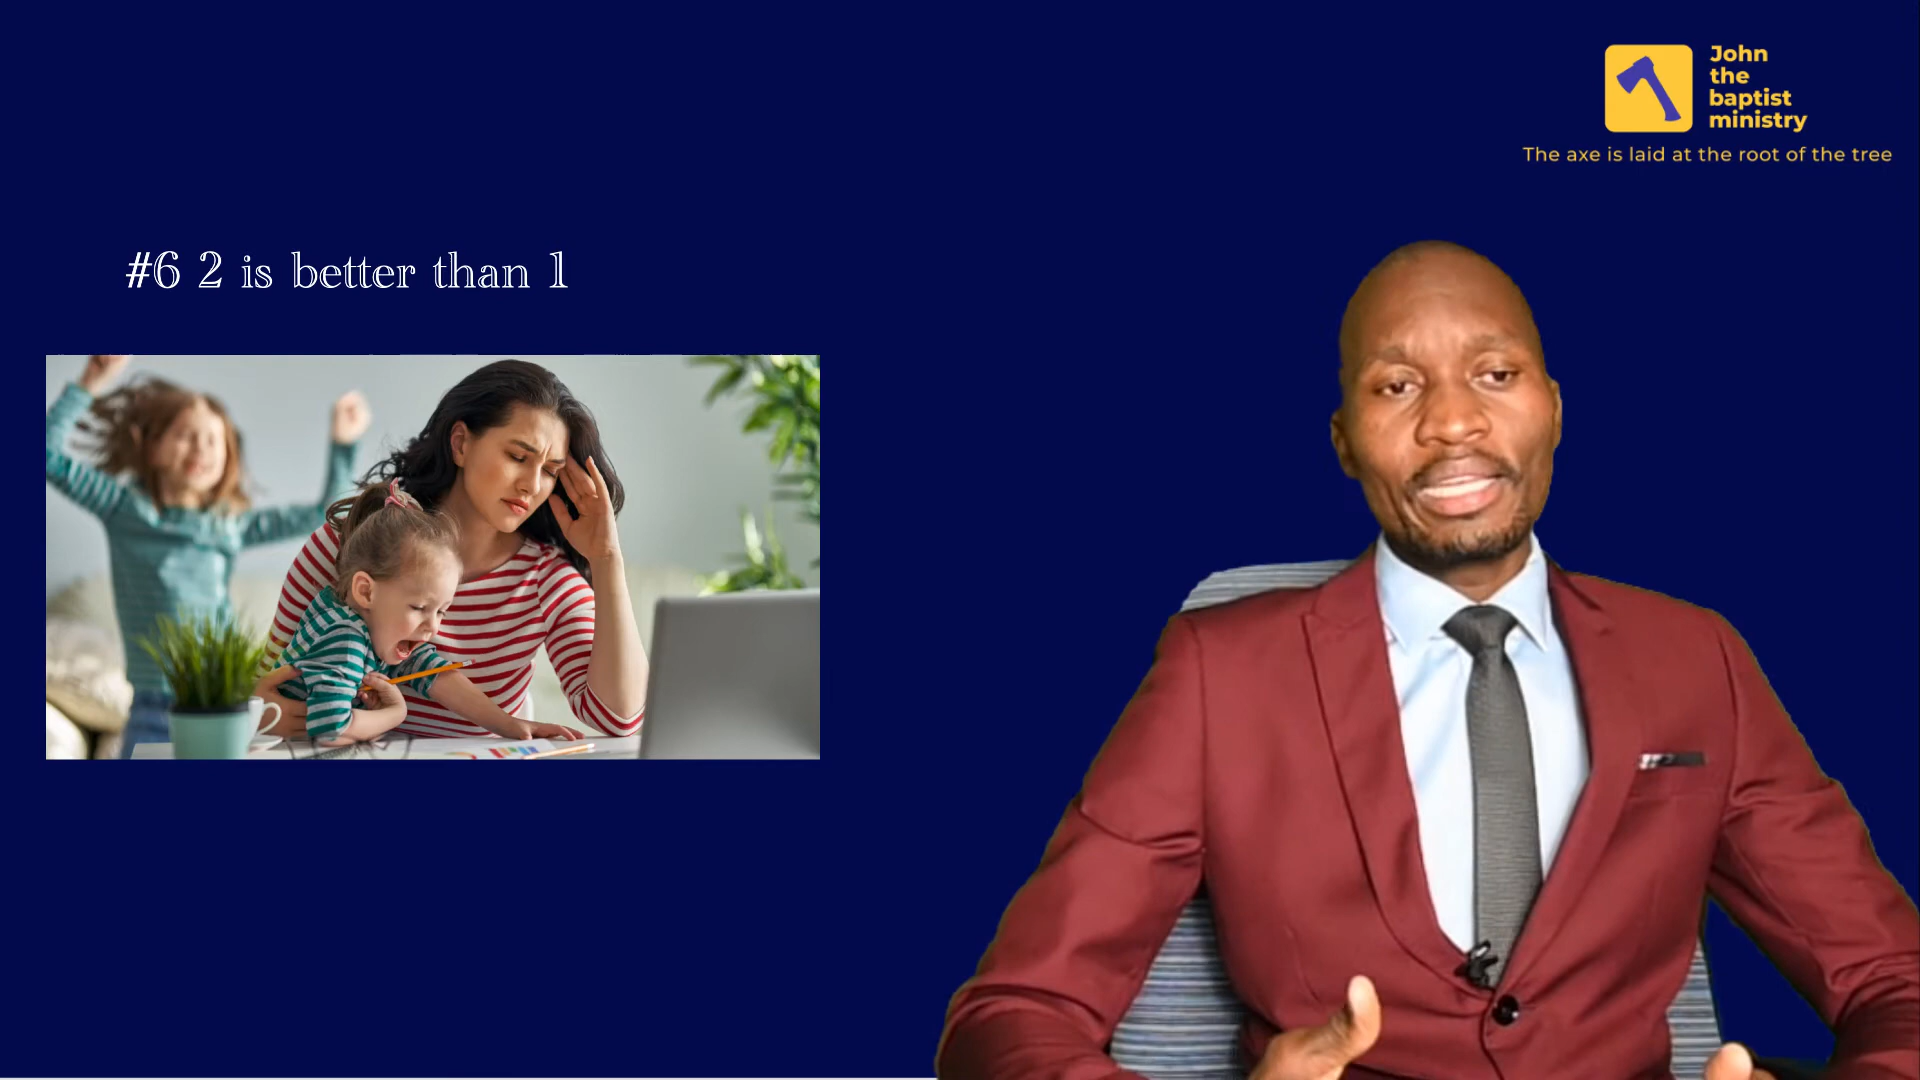 John
the
baptist
ministry
The axe is laid at the root of the tree
#6 2 is better than 1